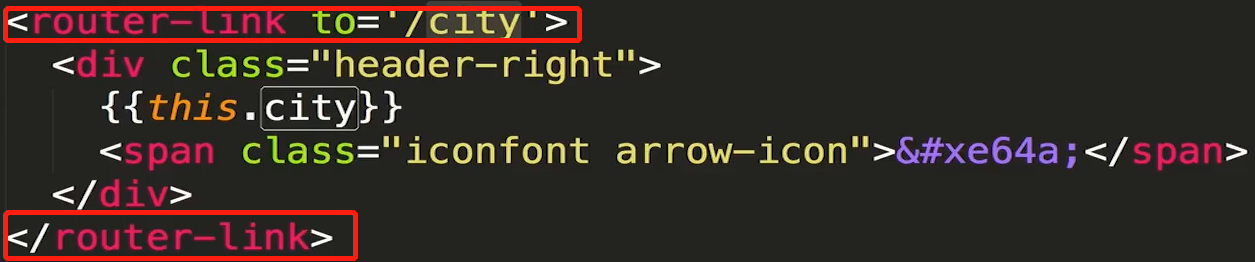 <router-link to='/city'>
<div class="header-right">
{{this.city}}
<span class="iconfont arrow-icon">&#xe64a;</span>
</div>
</router-link>